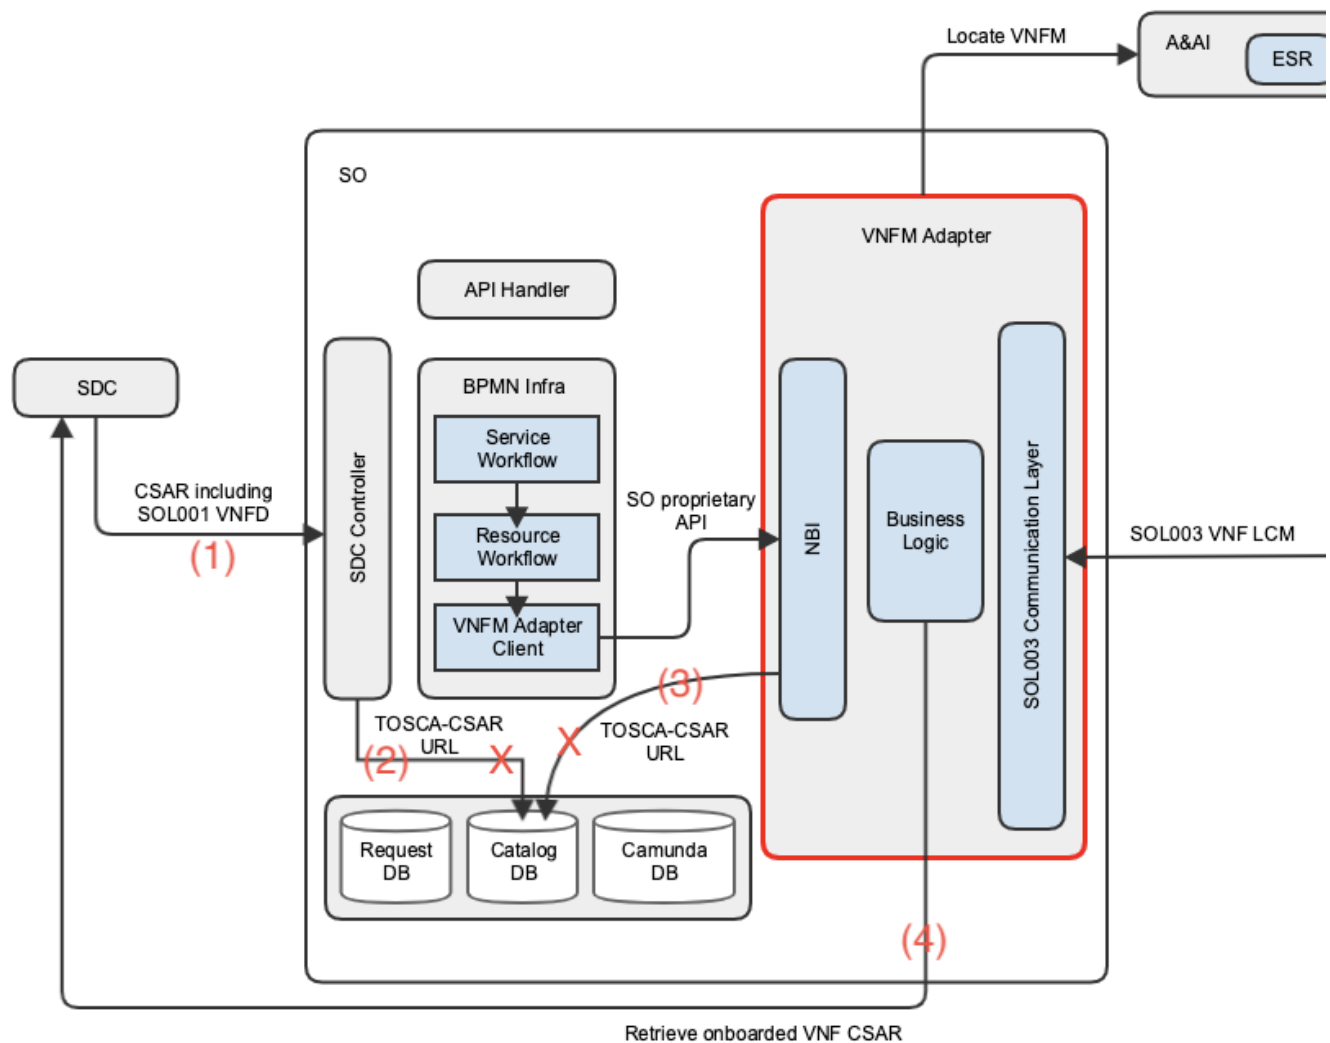 Locate VNFM
A&AI
ESR
SO
VNFM Adapter
API Handler
SDC
BPMN Infra
Service
Workflow
CSAR including
SOL001 VNFD
(1)
SDC Controller
SO proprietary
API
Resource
Workflow
NBI
Business
Logic
SOL003 Communication Layer
SOL003 VNF LCM
VNFM Adapter
Client
(3)
TOSCA-CSAR
URL
(2)
X
X
TOSCA-CSAR
URL
Request
DB
Catalog
DB
Camunda
DB
(4)
Retrieve onboarded VNF CSAR